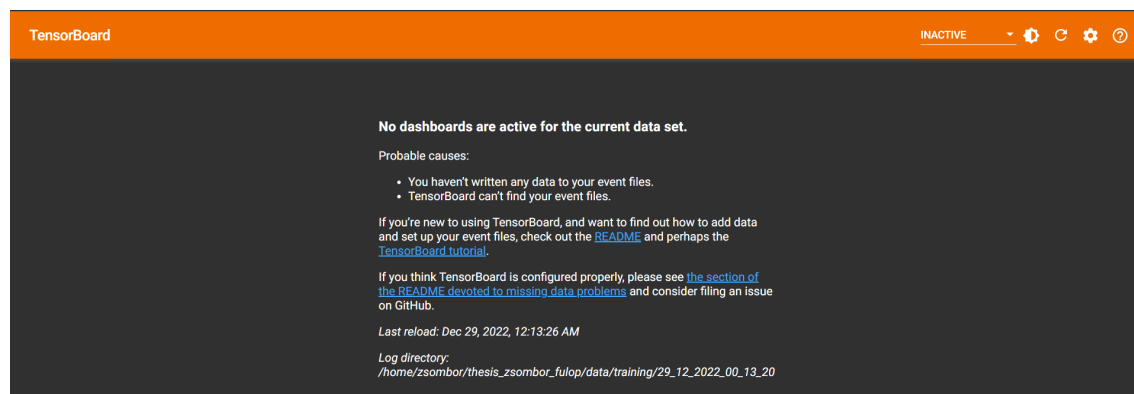 TensorBoard
INACTIVE
No dashboards are active for the current data set.
Probable causes:
• You haven't written any data to your event files.
• TensorBoard can't find your event files.
If you're new to using TensorBoard, and want to find out how to add data
and set up your event files, check out the README and perhaps the
TensorBoard tutorial.
If you think TensorBoard is configured properly, please see the section of
the README devoted to missing data problems and consider filing an issue
on GitHub.
Last reload: Dec 29, 2022, 12:13:26 AM
Log directory:
/home/zsombor/thesis_zsombor_fulop/data/training/29_12_2022_00_13_20